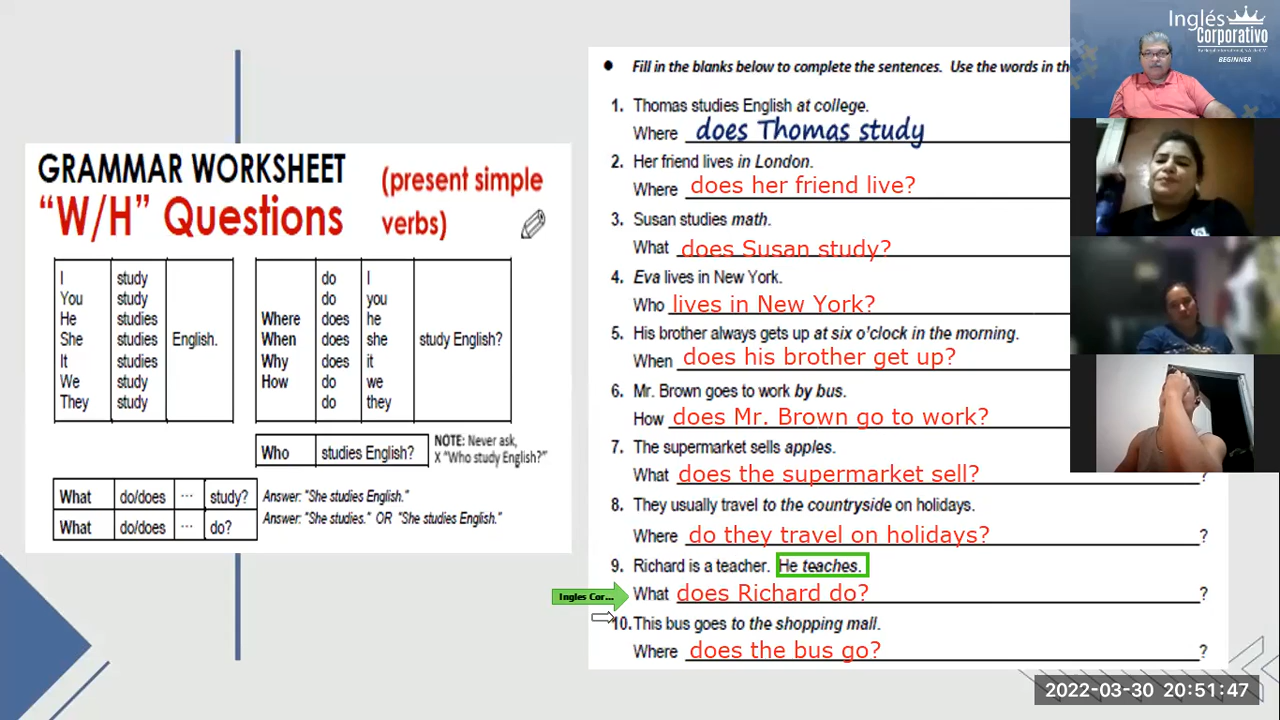 GRAMMAR WORKSHEET
"W/H" Questions
(present simple
verbs)
I study
You study
He studies
She studies English.
It studies
We study
They study
do I
do you
Where does he
When does she study English?
Why does it
How do we
do they
Who studies English?
NOTE: Never ask,
X "Who study English?"
What do/does ... study? Answer: "She studies English."
What do/does ... do? Answer: "She studies." OR "She studies English."
• Fill in the blanks below to complete the sentences. Use the words in th
1. Thomas studies English at college.
Where does Thomas study
2. Her friend lives in London.
Where does her friend live?
3. Susan studies math.
What does Susan study?
4. Eva lives in New York.
Who lives in New York?
5. His brother always gets up at six o'clock in the morning.
When does his brother get up?
6. Mr. Brown goes to work by bus.
How does Mr. Brown go to work?
7. The supermarket sells apples.
What does the supermarket sell? ?
8. They usually travel to the countryside on holidays.
Where do they travel on holidays? ?
9. Richard is a teacher. He teaches.
Ingles Cor...
What does Richard do? ?
10. This bus goes to the shopping mall.
Where does the bus go? ?
Inglés
Corporativo
BEGINNER
2022-03-30 20:51:47